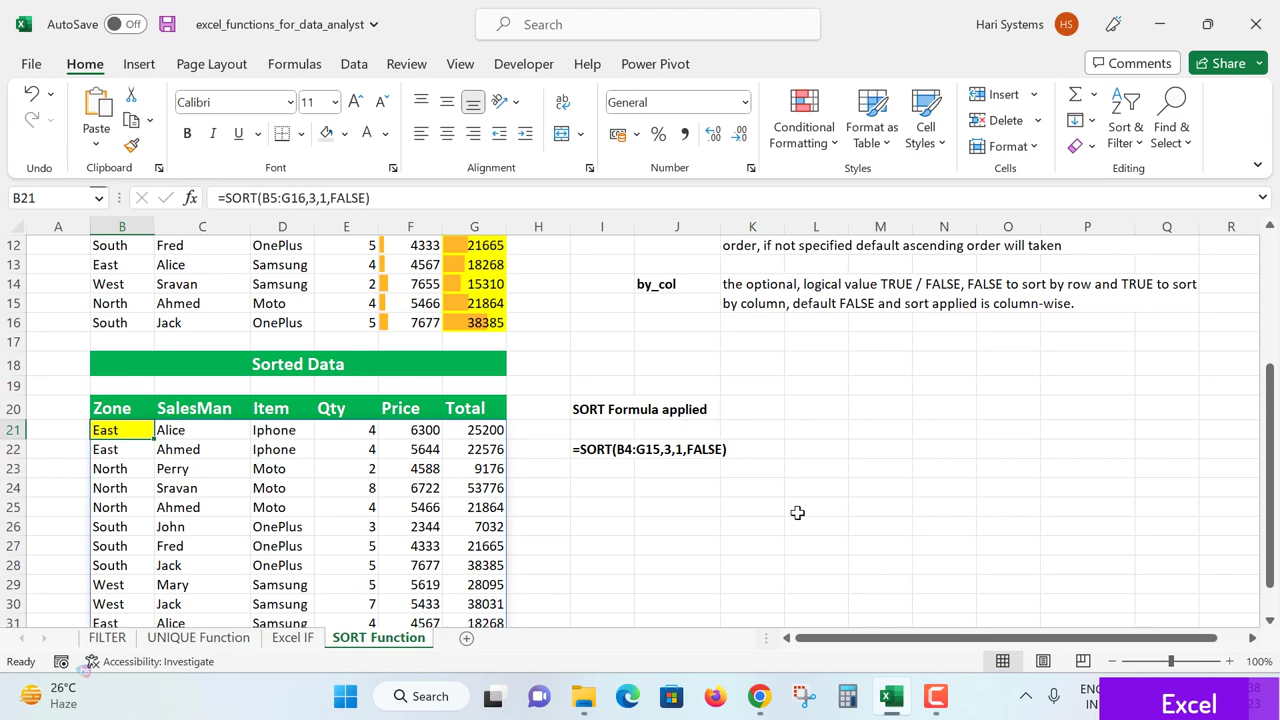 AutoSave Off excel_functions_for_data_analyst Search Hari Systems HS
File Home Insert Page Layout Formulas Data Review View Developer Help Power Pivot Comments Share
Calibri 11 General Insert
Paste Conditional Formatting Format as Table Cell Styles Delete Sort & Filter Find & Select
Format
Undo Clipboard Font Alignment Number Styles Cells Editing
B21 =SORT(B5:G16,3,1,FALSE)
A B C D E F G H I J K L M N O P Q R
12 South Fred OnePlus 5 4333 21665 order, if not specified default ascending order will taken
13 East Alice Samsung 4 4567 18268
14 West Sravan Samsung 2 7655 15310 by_col the optional, logical value TRUE / FALSE, FALSE to sort by row and TRUE to sort
15 North Ahmed Moto 4 5466 21864 by column, default FALSE and sort applied is column-wise.
16 South Jack OnePlus 5 7677 38385
17
18 Sorted Data
19
20 Zone SalesMan Item Qty Price Total SORT Formula applied
21 East Alice Iphone 4 6300 25200
22 East Ahmed Iphone 4 5644 22576 =SORT(B4:G15,3,1,FALSE)
23 North Perry Moto 2 4588 9176
24 North Sravan Moto 8 6722 53776
25 North Ahmed Moto 4 5466 21864
26 South John OnePlus 3 2344 7032
27 South Fred OnePlus 5 4333 21665
28 South Jack OnePlus 5 7677 38385
29 West Mary Samsung 5 5619 28095
30 West Jack Samsung 7 5433 38031
31 East Alice Samsung 4 4567 18268
FILTER UNIQUE Function Excel IF SORT Function
Ready Accessibility: Investigate 100%
26°C
Haze
Search
ENG
IN
Excel